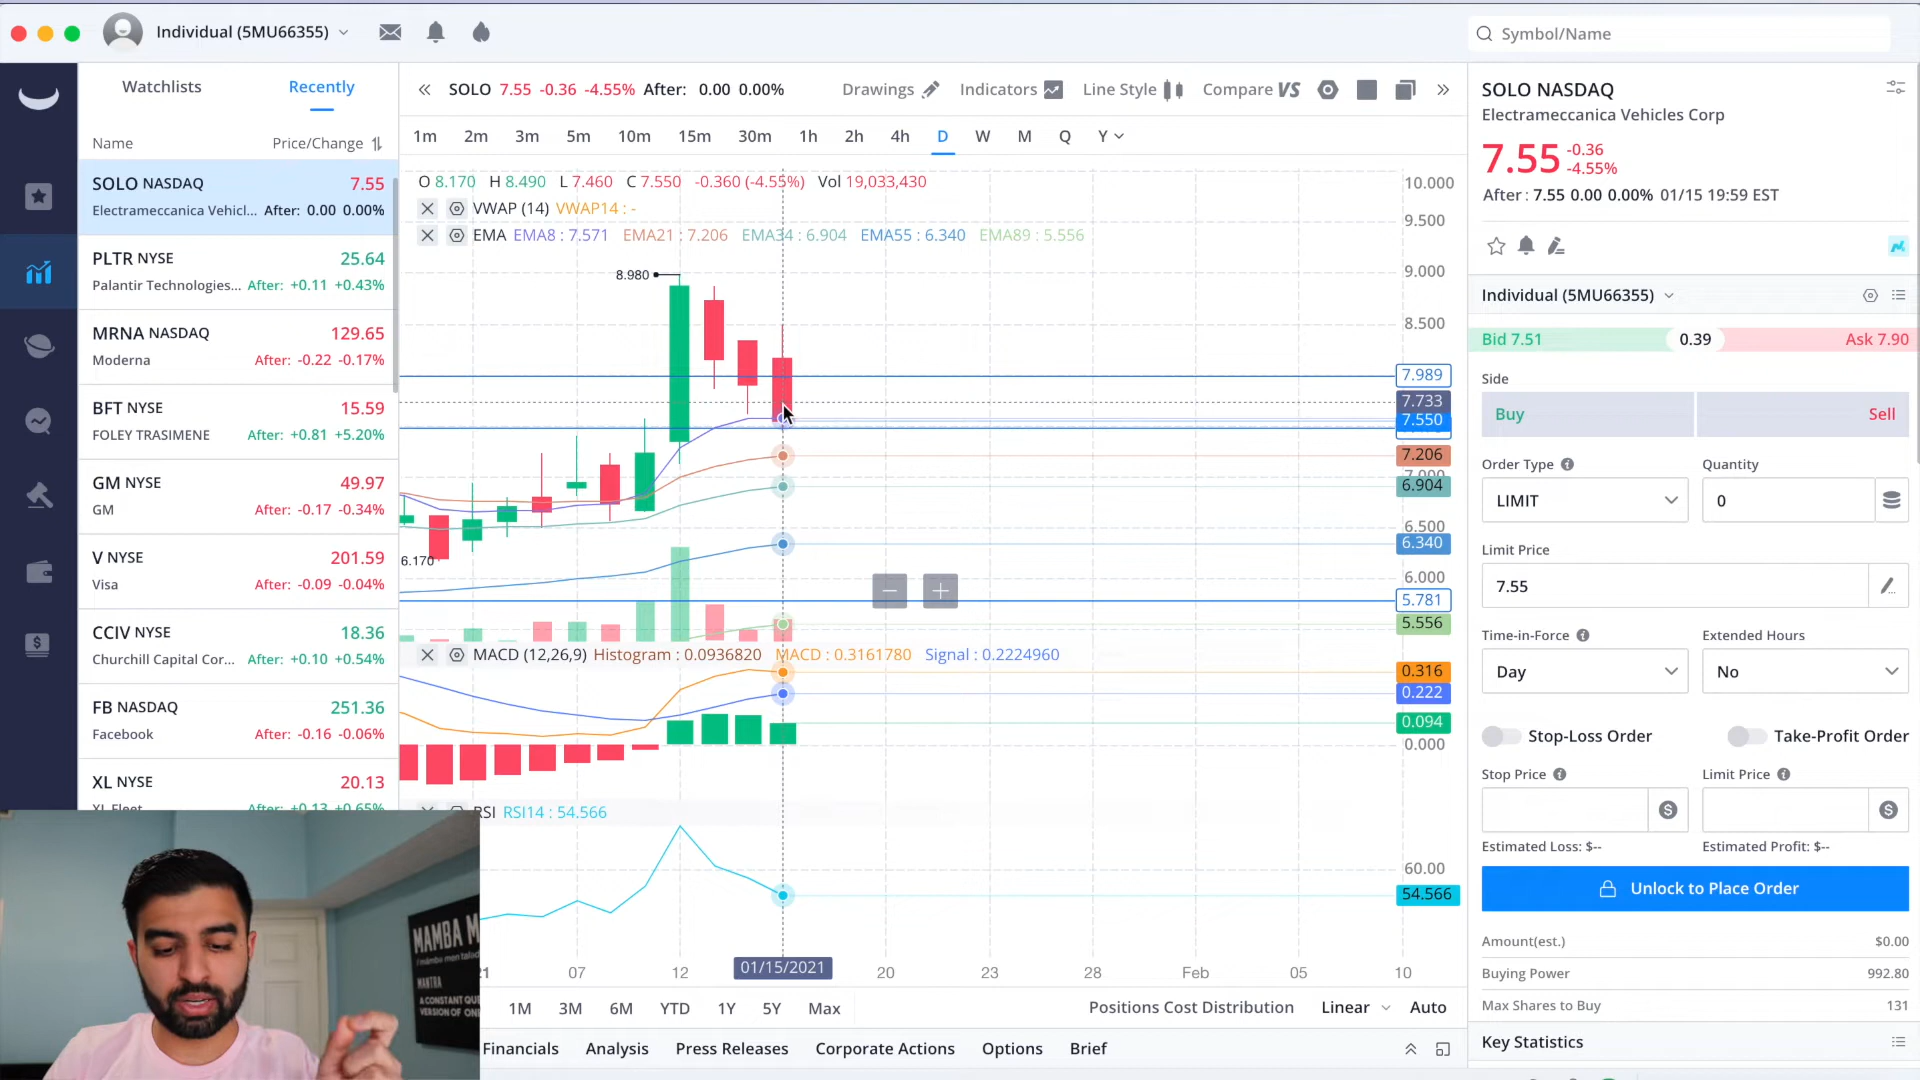 Individual (5MU66355)
Symbol/Name
Watchlists
Recently
Name
Price/Change
SOLO NASDAQ
7.55
Electrameccanica Vehicl...
After: 0.00 0.00%
PLTR NYSE
25.64
Palantir Technologies...
After: +0.11 +0.43%
MRNA NASDAQ
129.65
Moderna
After: -0.22 -0.17%
BFT NYSE
15.59
FOLEY TRASIMENE
After: +0.81 +5.20%
GM NYSE
49.97
GM
After: -0.17 -0.34%
V NYSE
201.59
Visa
After: -0.09 -0.04%
CCIV NYSE
18.36
Churchill Capital Cor...
After: +0.10 +0.54%
FB NASDAQ
251.36
Facebook
After: -0.16 -0.06%
XL NYSE
20.13
XL Fleet
After: +0.13 +0.65%
SOLO 7.55 -0.36 -4.55% After: 0.00 0.00%
Drawings
Indicators
Line Style
Compare VS
1m 2m 3m 5m 10m 15m 30m 1h 2h 4h D W M Q Y
O 8.170 H 8.490 L 7.460 C 7.550 -0.360 (-4.55%) Vol 19,033,430
VWAP (14) VWAP14 : -
EMA EMA8 : 7.571 EMA21 : 7.206 EMA34 : 6.904 EMA55 : 6.340 EMA89 : 5.556
8.980
6.170
10.000
9.500
9.000
8.500
7.989
7.733
7.550
7.206
7.000
6.904
6.500
6.340
6.000
5.781
5.556
MACD (12,26,9) Histogram : 0.0936820 MACD : 0.3161780 Signal : 0.2224960
0.316
0.222
0.094
0.000
RSI RSI14 : 54.566
60.00
54.566
07 12 01/15/2021 20 23 28 Feb 05 10
1M 3M 6M YTD 1Y 5Y Max
Positions Cost Distribution
Linear
Auto
Financials
Analysis
Press Releases
Corporate Actions
Options
Brief
SOLO NASDAQ
Electrameccanica Vehicles Corp
7.55
-0.36
-4.55%
After : 7.55 0.00 0.00% 01/15 19:59 EST
Individual (5MU66355)
Bid 7.51
0.39
Ask 7.90
Side
Buy
Sell
Order Type
Quantity
LIMIT
0
Limit Price
7.55
Time-in-Force
Extended Hours
Day
No
Stop-Loss Order
Take-Profit Order
Stop Price
Limit Price
Estimated Loss: $--
Estimated Profit: $--
Unlock to Place Order
Amount(est.)
$0.00
Buying Power
992.80
Max Shares to Buy
131
Key Statistics
MAMBA M
MANTRA
A CONSTANT QU
VERSION OF ON